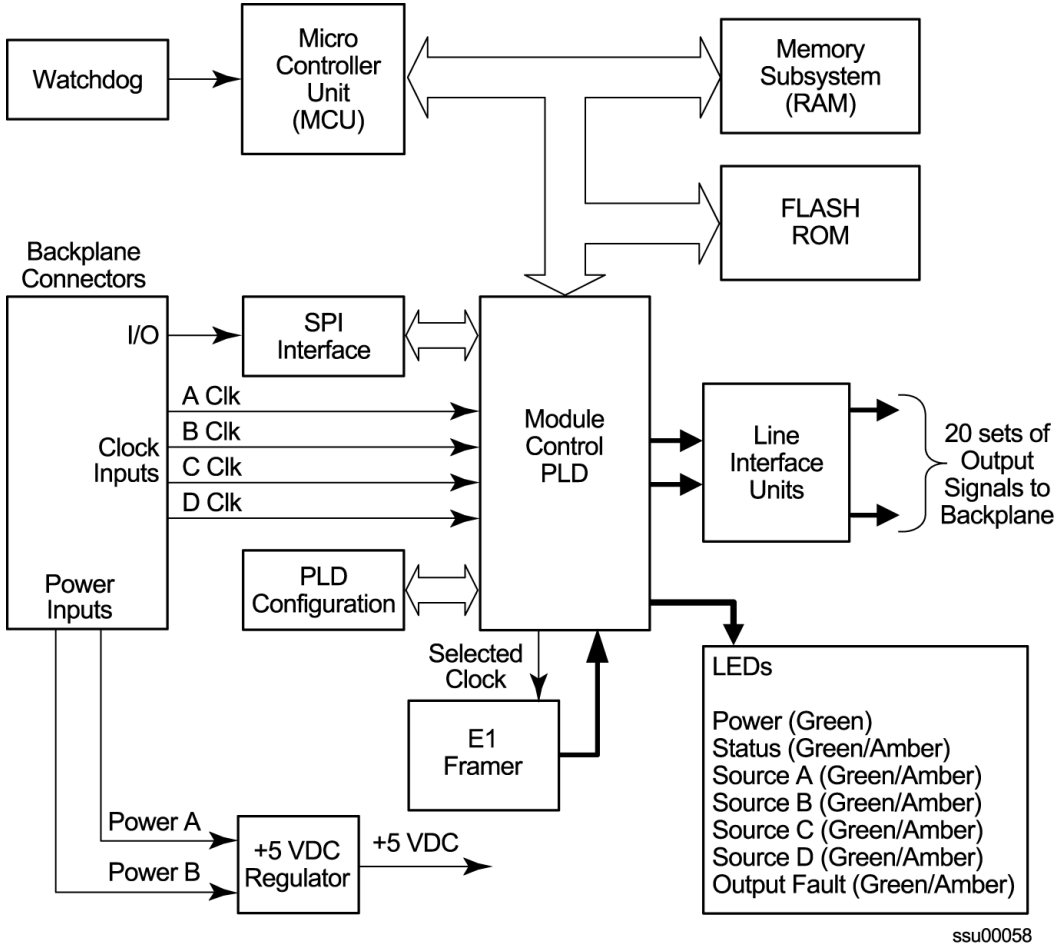 Watchdog
Micro
Controller
Unit
(MCU)
Memory
Subsystem
(RAM)
FLASH
ROM
Backplane
Connectors
I/O
SPI
Interface
A Clk
B Clk
C Clk
D Clk
Clock
Inputs
Module
Control
PLD
Line
Interface
Units
20 sets of
Output
Signals to
Backplane
PLD
Configuration
Power
Inputs
Selected
Clock
E1
Framer
LEDs
Power (Green)
Status (Green/Amber)
Source A (Green/Amber)
Source B (Green/Amber)
Source C (Green/Amber)
Source D (Green/Amber)
Output Fault (Green/Amber)
Power A
Power B
+5 VDC
Regulator
+5 VDC
ssu00058